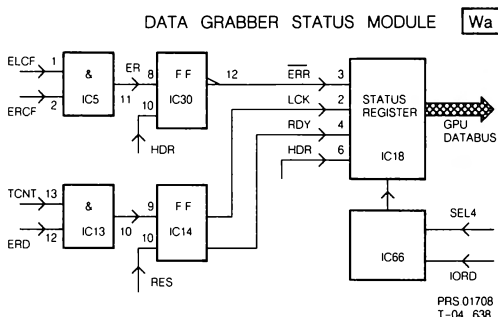 DATA GRABBER STATUS MODULE Wa
ELCF 1
ERCF 2
&
IC5
ER
11
8
10
FF
IC30
12
HDR
ERR 3
LCK 2
RDY 4
HDR 6
STATUS
REGISTER
IC18
GPU
DATABUS
TCNT 13
ERD 12
&
IC13
10
9
10
FF
IC14
RES
IC66
SEL4
IORD
PRS 01708
T-04 638